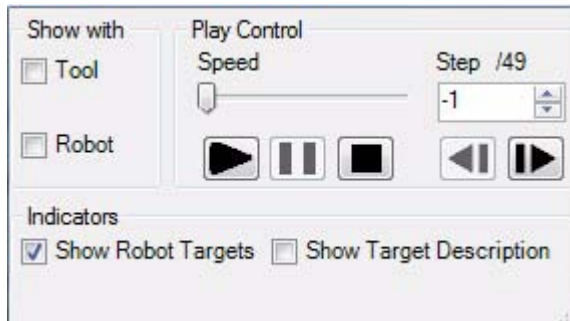 Show with
Tool
Robot
Play Control
Speed
Step /49
-1
Indicators
Show Robot Targets
Show Target Description